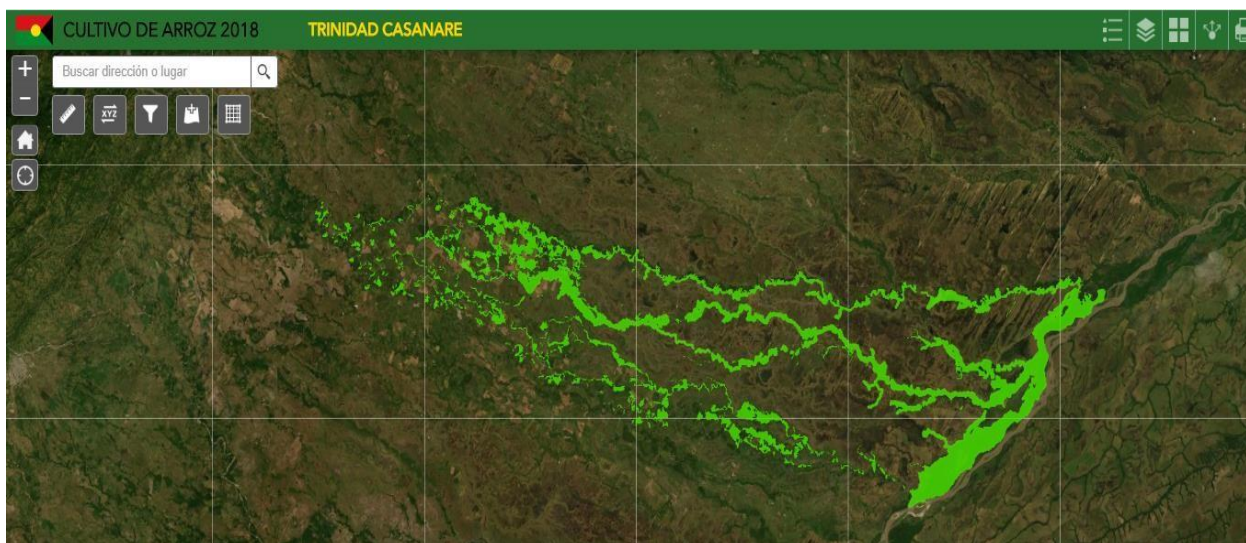 CULTIVO DE ARROZ 2018 TRINIDAD CASANARE
+
Buscar dirección o lugar
−
XYZ